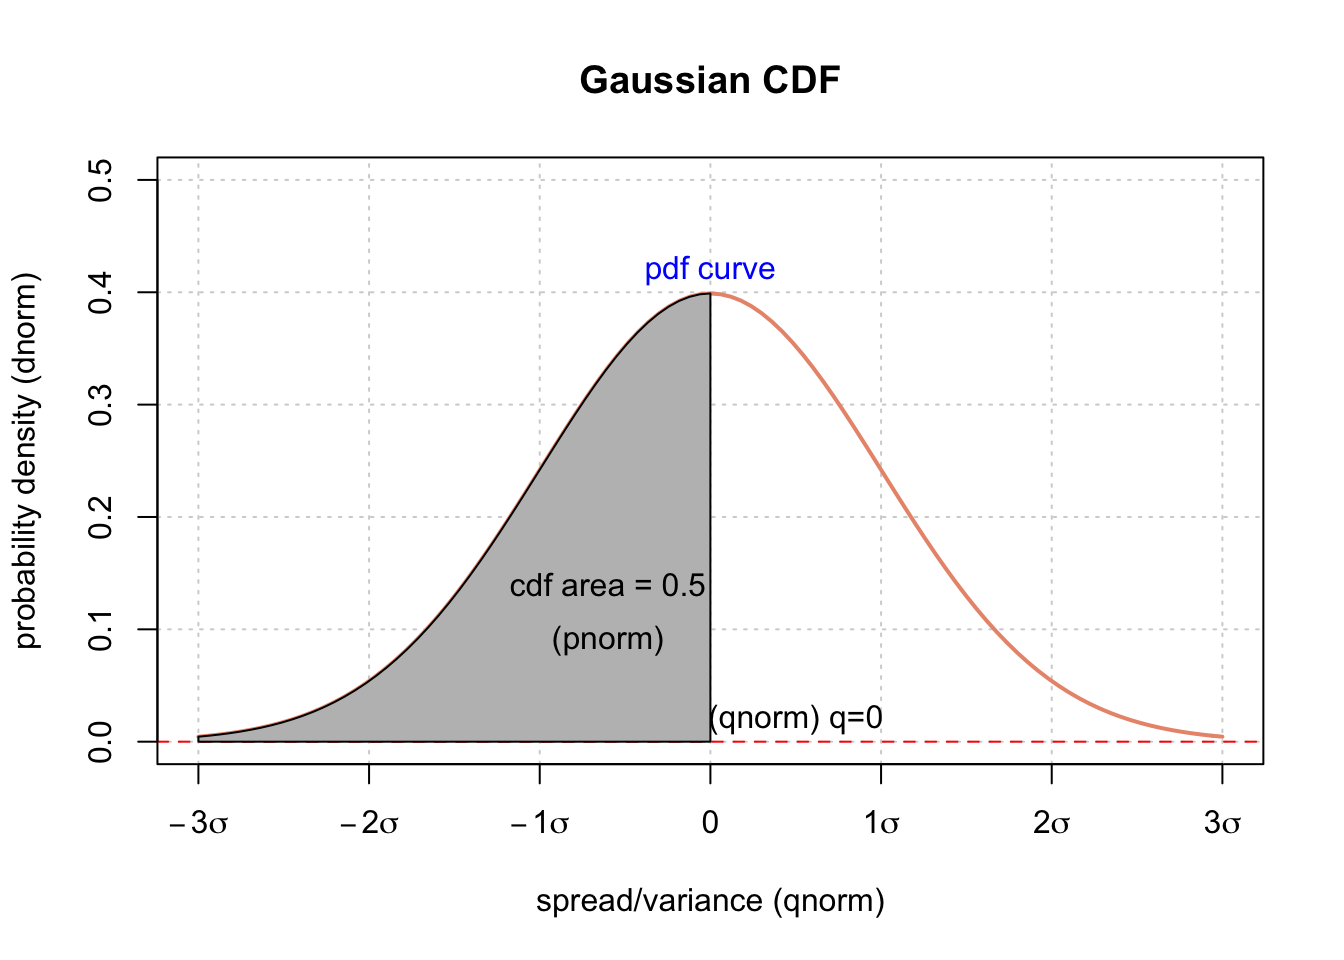 Gaussian CDF
probability density (dnorm)
0.5
0.4
0.3
0.2
0.1
0.0
pdf curve
cdf area = 0.5
(pnorm)
(qnorm) q=0
−3σ −2σ −1σ 0 1σ 2σ 3σ
spread/variance (qnorm)